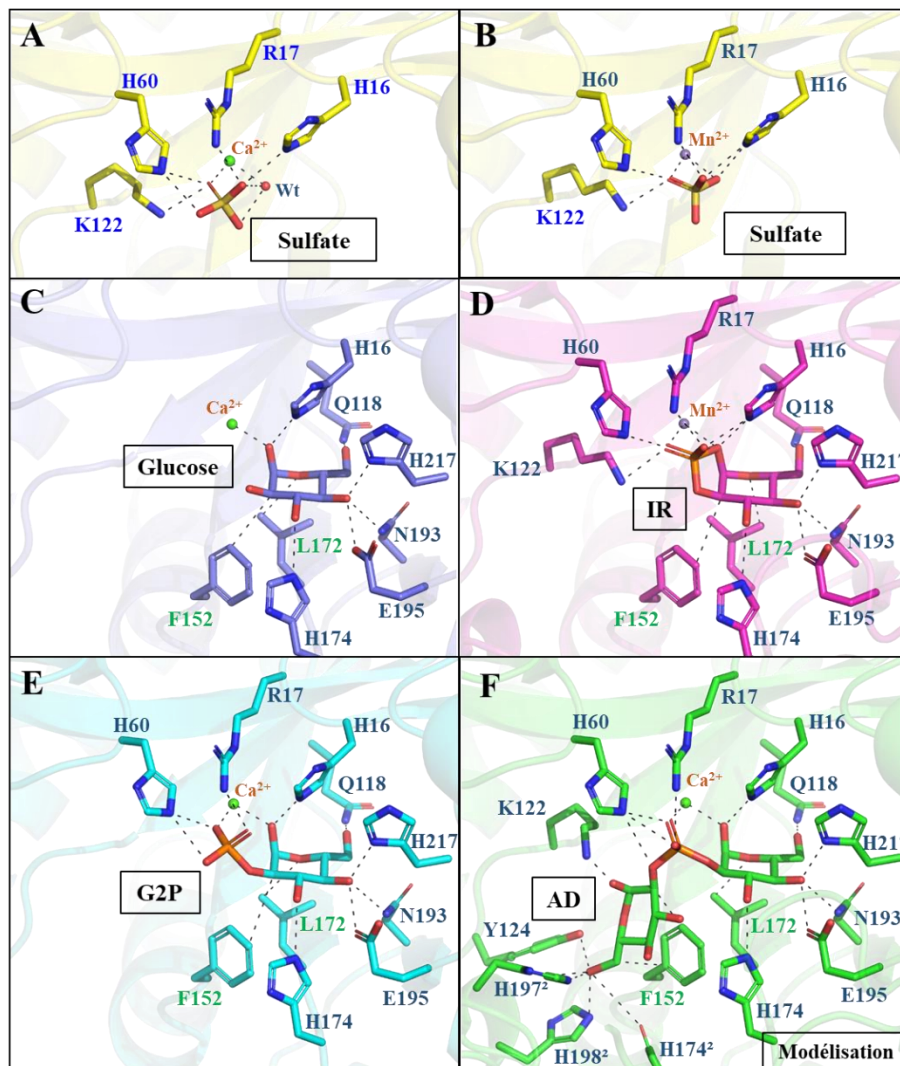 A
R17
H60
H16
Ca²⁺
Wt
K122
Sulfate
B
R17
H60
H16
Mn²⁺
K122
Sulfate
C
H16
Q118
Ca²⁺
Glucose
H217
N193
L172
F152
E195
H174
D
R17
H60
H16
Mn²⁺
Q118
K122
H217
IR
N193
L172
F152
E195
H174
E
R17
H60
H16
Ca²⁺
Q118
H217
G2P
L172
N193
F152
E195
H174
F
R17
H60
H16
Ca²⁺
Q118
K122
H217
AD
L172
N193
Y124
H197²
F152
E195
H174
H198²
H174²
Modélisation